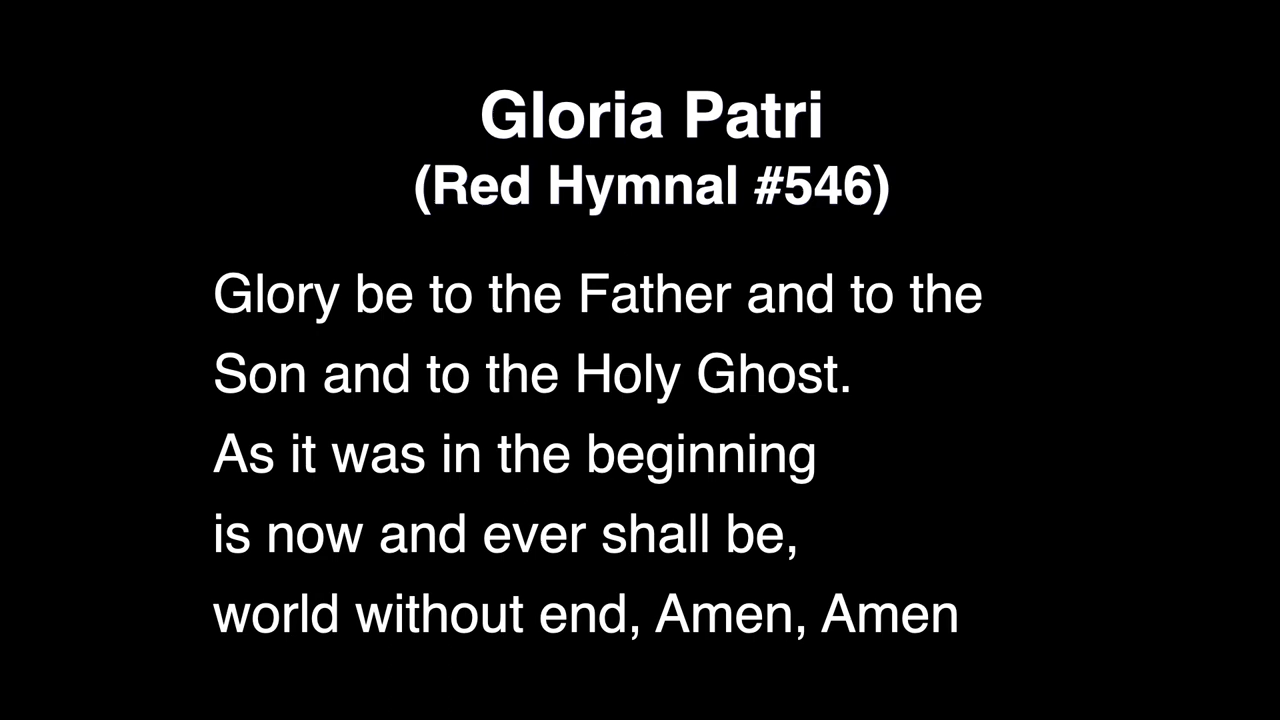 Gloria Patri
(Red Hymnal #546)
Glory be to the Father and to the
Son and to the Holy Ghost.
As it was in the beginning
is now and ever shall be,
world without end, Amen, Amen